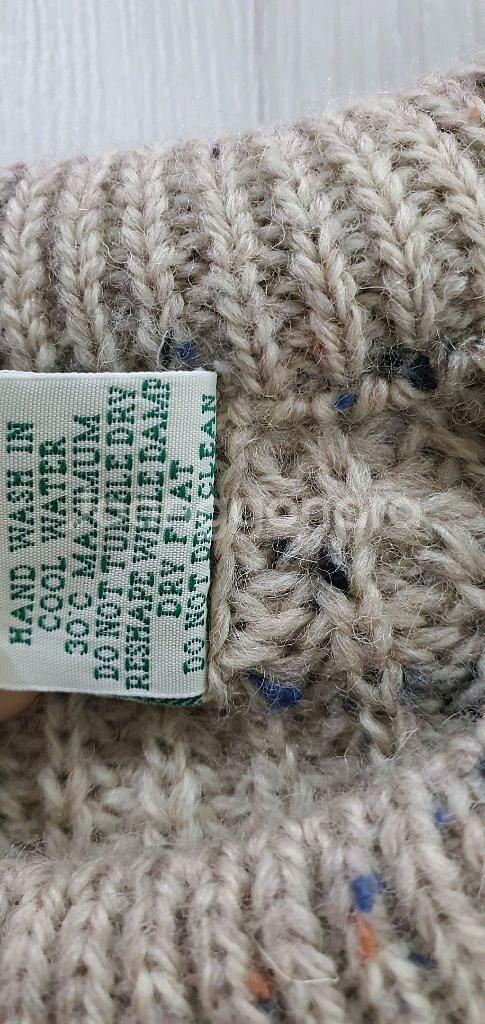 HAND WASH IN
COOL WATER
30 C MAXIMUM
DO NOT TUMBLE DRY
RESHAPE WHILE DAMP
DRY FLAT
DO NOT DRY CLEAN